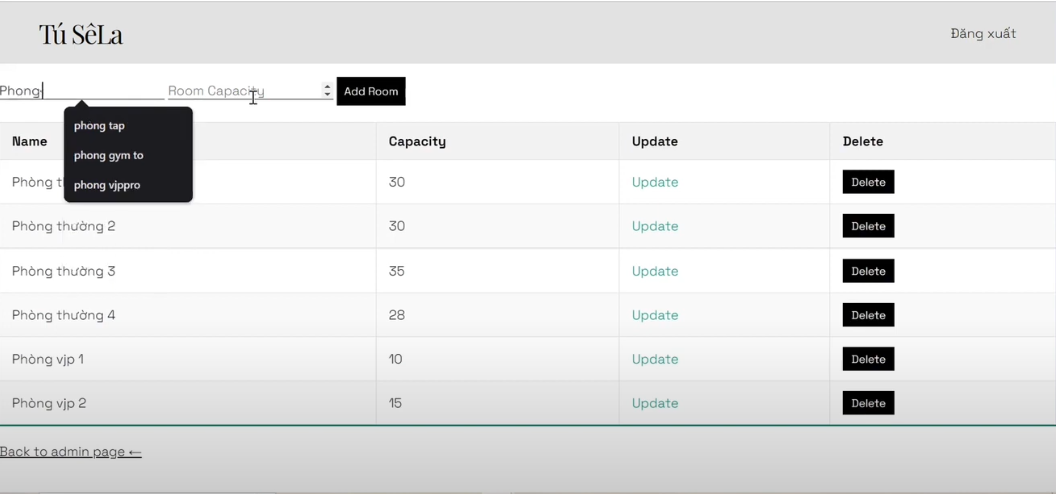 Tú SêLa
Đăng xuất
Phong
Room Capacity
Add Room
phong tap
phong gym to
phong vjppro
Name Capacity Update Delete
Phòng t 30 Update Delete
Phòng thường 2 30 Update Delete
Phòng thường 3 35 Update Delete
Phòng thường 4 28 Update Delete
Phòng vjp 1 10 Update Delete
Phòng vjp 2 15 Update Delete
Back to admin page ←